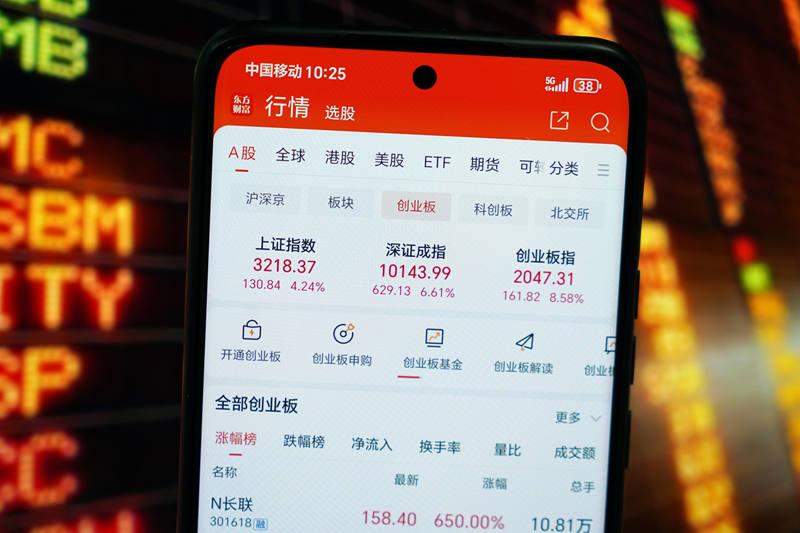 MB
MC
SBM
ITY
SP
CC
中国移动 10:25 5G 38
东方财富 行情 选股
A股 全球 港股 美股 ETF 期货 可转 分类
沪深京 板块 创业板 科创板 北交所
上证指数 深证成指 创业板指
3218.37 10143.99 2047.31
130.84 4.24% 629.13 6.61% 161.82 8.58%
开通创业板 创业板申购 创业板基金 创业板解读 创业板
全部创业板 更多
涨幅榜 跌幅榜 净流入 换手率 量比 成交额
名称 最新 涨幅 总手
N长联 158.40 650.00% 10.81万
301618 融